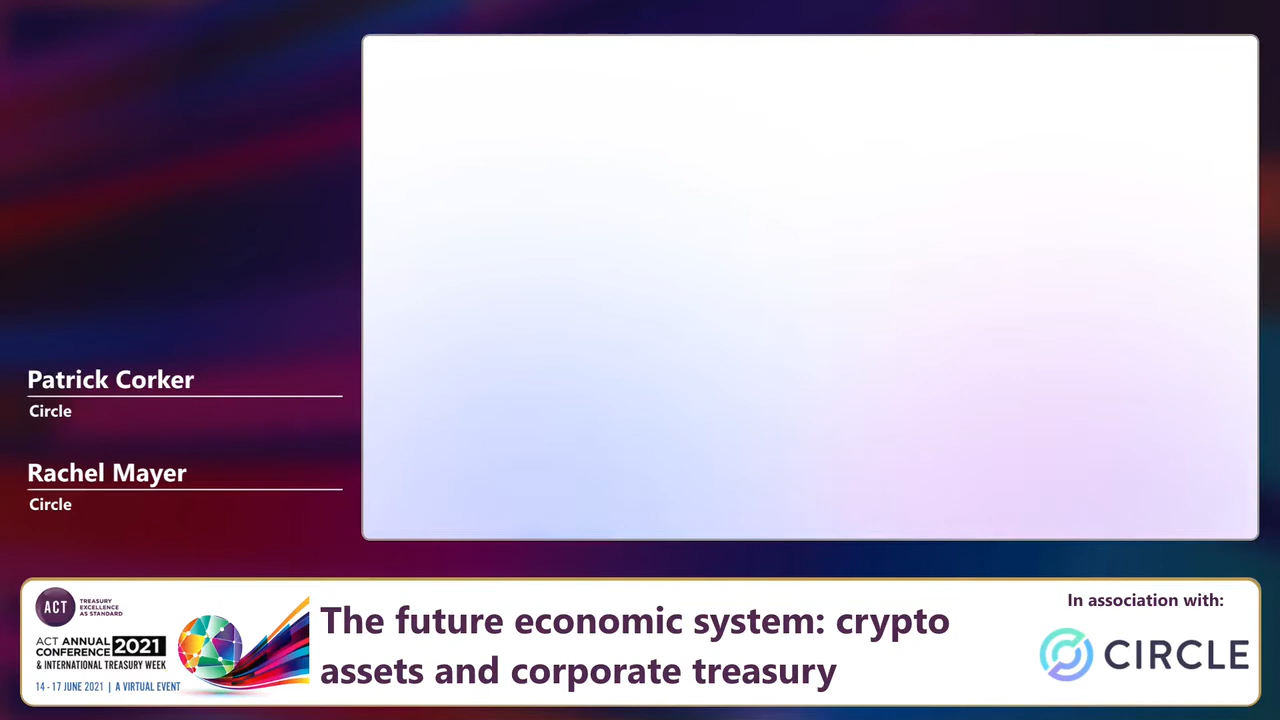 Patrick Corker
Circle
Rachel Mayer
Circle
ACT
TREASURY
EXCELLENCE
AS STANDARD
ACT ANNUAL
CONFERENCE 2021
& INTERNATIONAL TREASURY WEEK
14 - 17 JUNE 2021 | A VIRTUAL EVENT
The future economic system: crypto
assets and corporate treasury
In association with:
CIRCLE